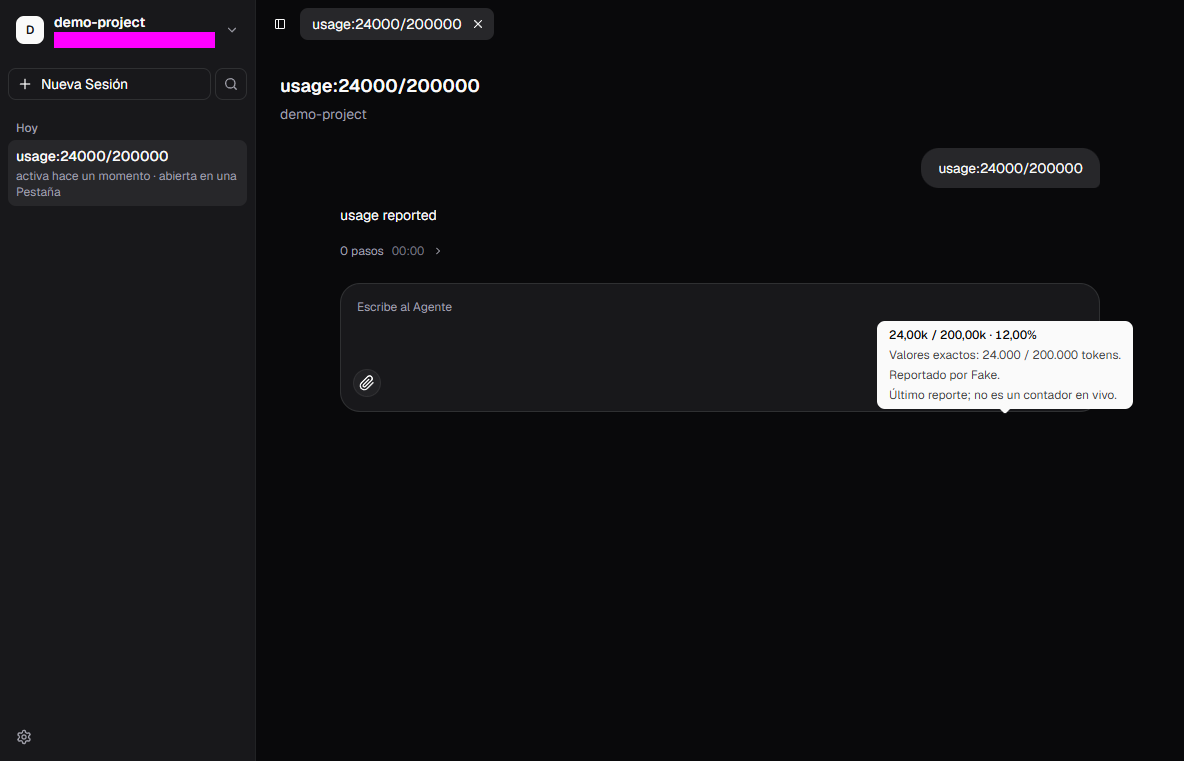 D
demo-project
Nueva Sesión
Hoy
usage:24000/200000
activa hace un momento · abierta en una
Pestaña
usage:24000/200000
usage:24000/200000
demo-project
usage:24000/200000
usage reported
0 pasos 00:00
Escribe al Agente
24,00k / 200,00k · 12,00%
Valores exactos: 24.000 / 200.000 tokens.
Reportado por Fake.
Último reporte; no es un contador en vivo.